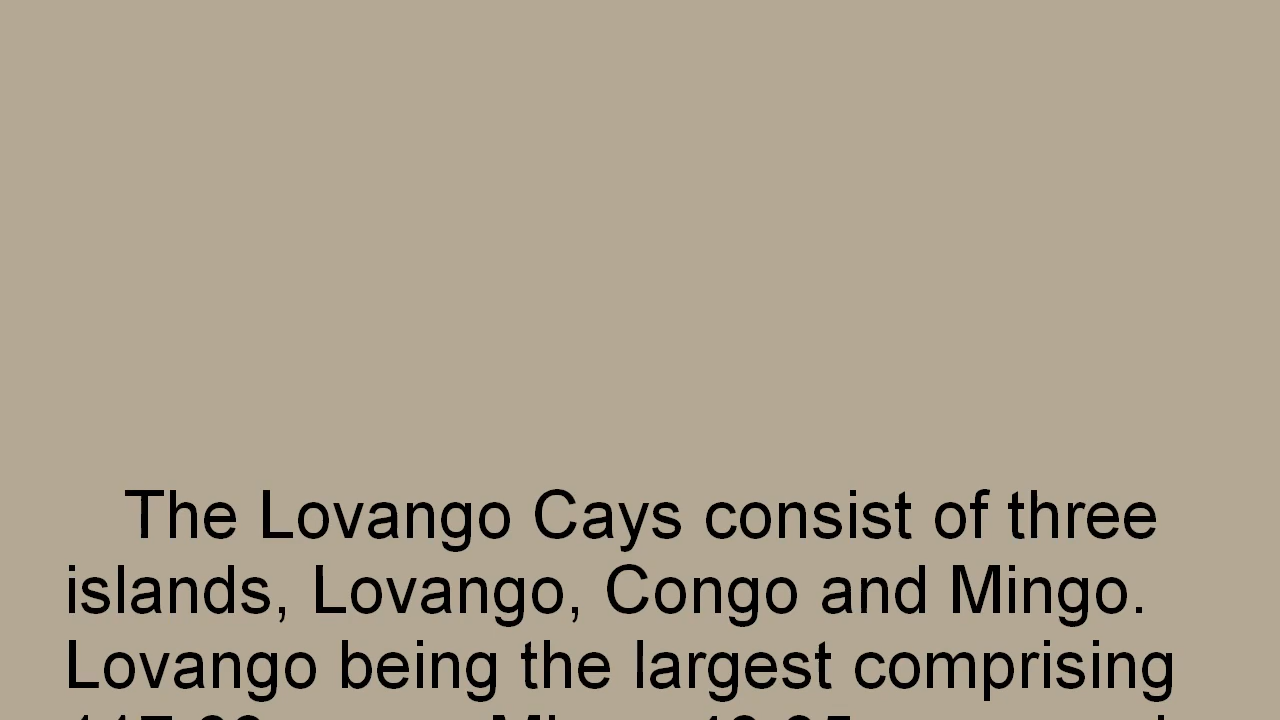 The Lovango Cays consist of three
islands, Lovango, Congo and Mingo.
Lovango being the largest comprising